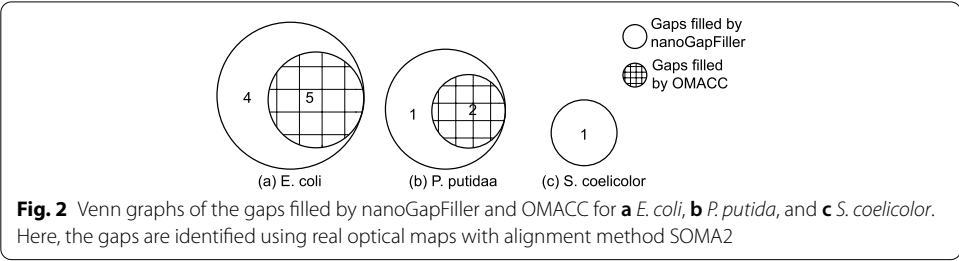 Gaps filled by
nanoGapFiller
Gaps filled
by OMACC
4
5
1
2
1
(a) E. coli
(b) P. putidaa
(c) S. coelicolor
Fig. 2 Venn graphs of the gaps filled by nanoGapFiller and OMACC for a E. coli, b P. putida, and c S. coelicolor.
Here, the gaps are identified using real optical maps with alignment method SOMA2